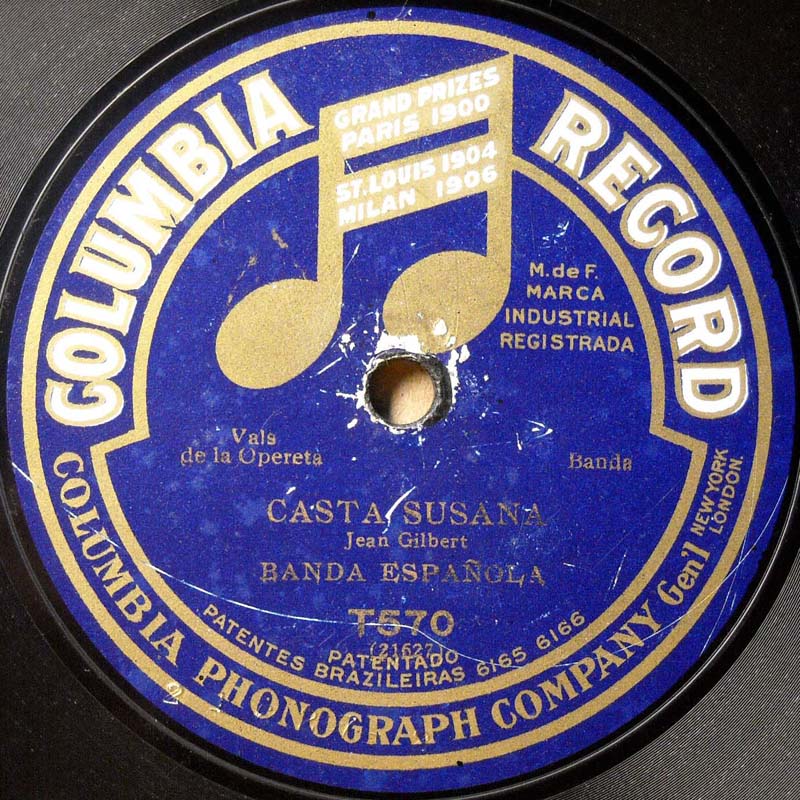 COLUMBIA RECORD
GRAND PRIZES
PARIS 1900
ST. LOUIS 1904
MILAN 1906
M. de F.
MARCA
INDUSTRIAL
REGISTRADA
Vals
de la Opereta
Banda
CASTA SUSANA
Jean Gilbert
BANDA ESPAÑOLA
T570
(21627)
PATENTADO
PATENTES BRAZILEIRAS 6165 6166
COLUMBIA PHONOGRAPH COMPANY Gen'l
NEW YORK
LONDON.